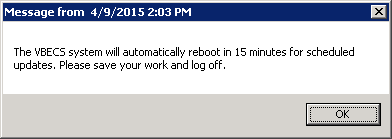 Message from 4/9/2015 2:03 PM
The VBECS system will automatically reboot in 15 minutes for scheduled
updates. Please save your work and log off.
OK